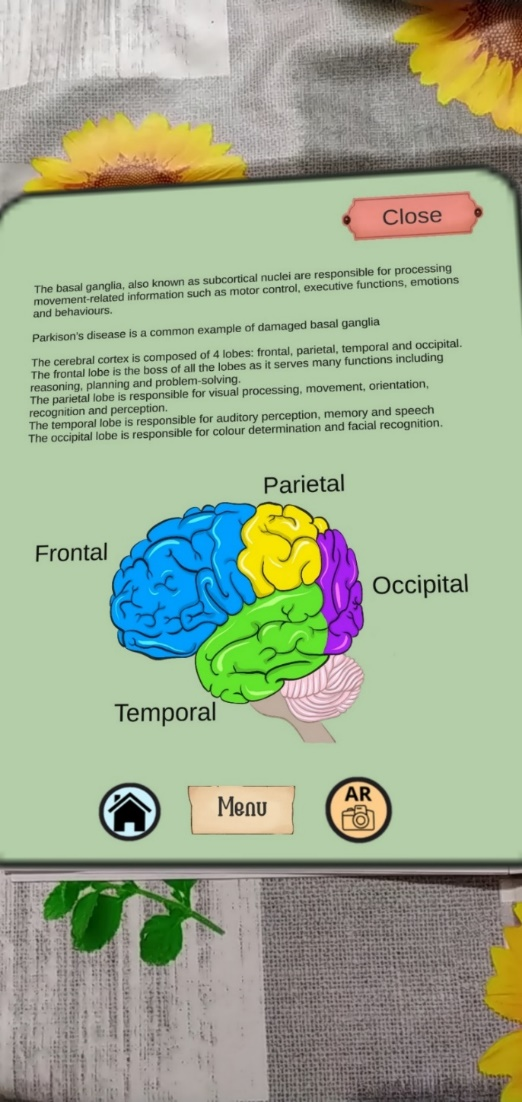 Close
The basal ganglia, also known as subcortical nuclei are responsible for processing
movement-related information such as motor control, executive functions, emotions
and behaviours.
Parkison's disease is a common example of damaged basal ganglia
The cerebral cortex is composed of 4 lobes: frontal, parietal, temporal and occipital.
The frontal lobe is the boss of all the lobes as it serves many functions including
reasoning, planning and problem-solving.
The parietal lobe is responsible for visual processing, movement, orientation,
recognition and perception.
The temporal lobe is responsible for auditory perception, memory and speech
The occipital lobe is responsible for colour determination and facial recognition.
Parietal
Frontal
Occipital
Temporal
Menu
AR